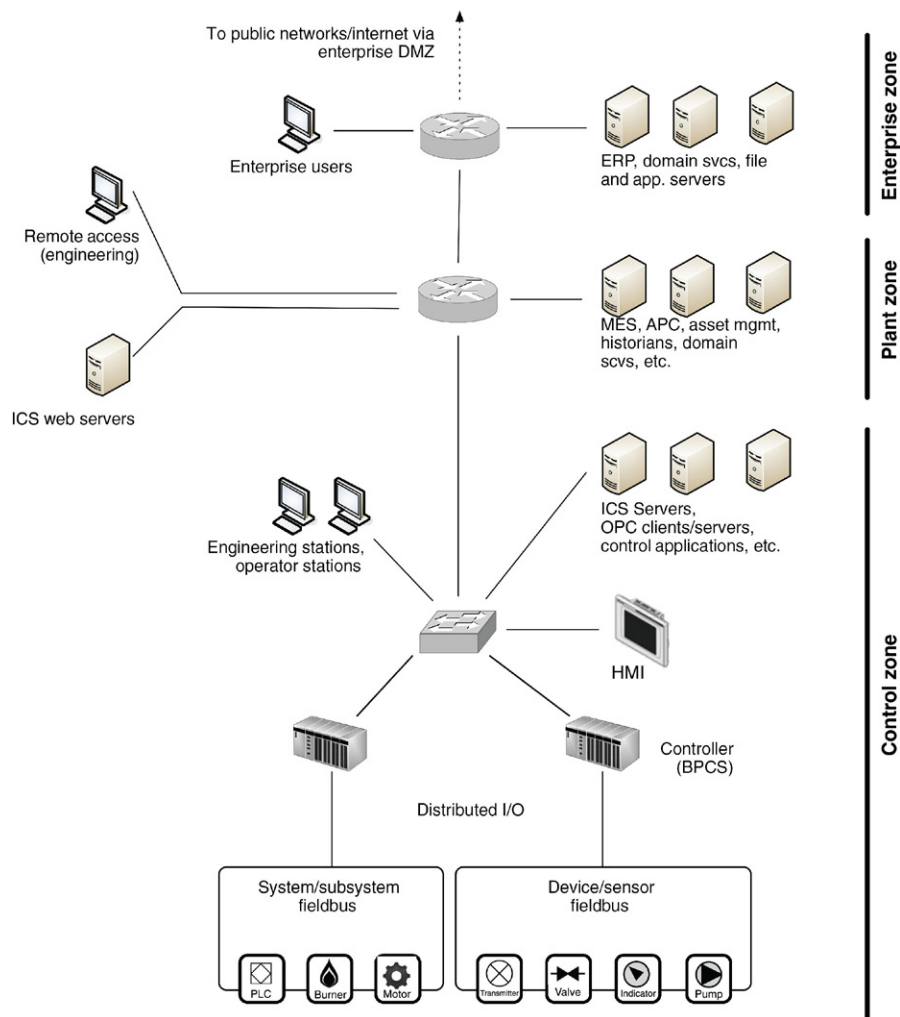 To public networks/internet via
enterprise DMZ
Enterprise users
ERP, domain svcs, file
and app. servers
Enterprise zone
Remote access
(engineering)
MES, APC, asset mgmt,
historians, domain
scvs, etc.
Plant zone
ICS web servers
Engineering stations,
operator stations
ICS Servers,
OPC clients/servers,
control applications, etc.
HMI
Control zone
Controller
(BPCS)
Distributed I/O
System/subsystem
fieldbus
Device/sensor
fieldbus
PLC
Burner
Motor
Transmitter
Valve
Indicator
Pump